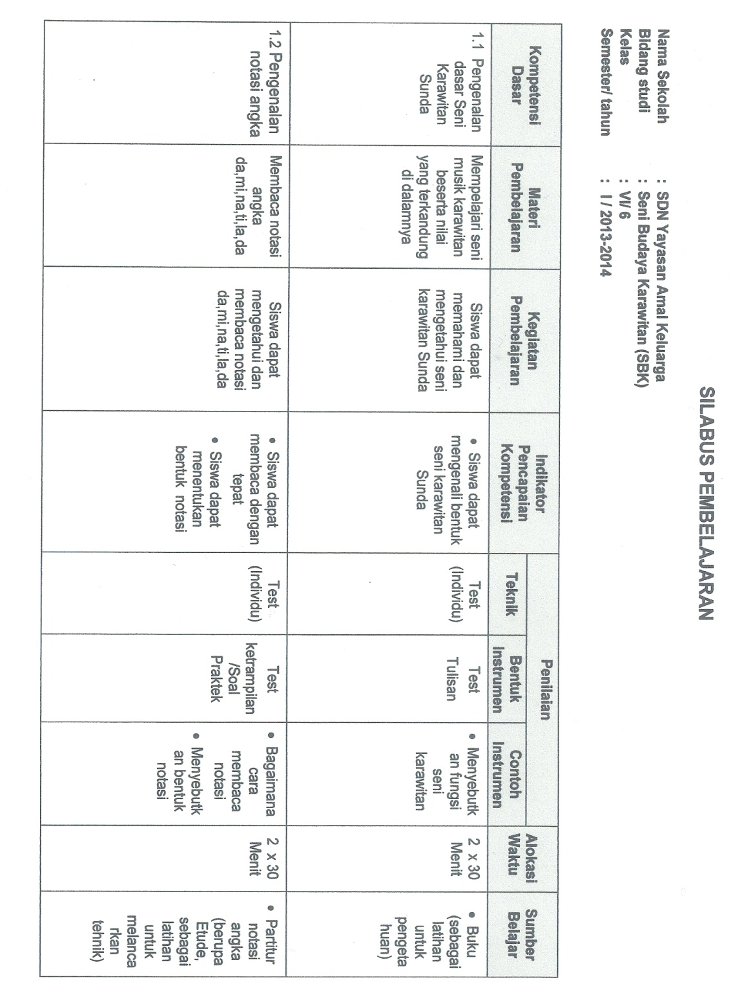 SILABUS PEMBELAJARAN
Nama Sekolah : SDN Yayasan Amal Keluarga
Bidang studi : Seni Budaya Karawitan (SBK)
Kelas : VI/ 6
Semester/ tahun : I / 2013-2014
Kompetensi
Dasar
Materi
Pembelajaran
Kegiatan
Pembelajaran
Indikator
Pencapaian
Kompetensi
Penilaian
Teknik
Bentuk
Instrumen
Contoh
Instrumen
Alokasi
Waktu
Sumber
Belajar
1.1 Pengenalan
dasar Seni
Karawitan
Sunda
Mempelajari seni
musik karawitan
beserta nilai
yang terkandung
di dalamnya
Siswa dapat
memahami dan
mengetahui seni
karawitan Sunda
• Siswa dapat
mengenali bentuk
seni karawitan
Sunda
Test
(Individu)
Test
Tulisan
• Menyebutk
an fungsi
seni
karawitan
2 x 30
Menit
• Buku
(sebagai
latihan
untuk
pengeta
huan)
1.2 Pengenalan
notasi angka
Membaca notasi
angka
da,mi,na,ti,la,da
Siswa dapat
mengetahui dan
membaca notasi
da,mi,na,ti,la,da
• Siswa dapat
membaca dengan
tepat
• Siswa dapat
menentukan
bentuk notasi
Test
(Individu)
Test
ketrampilan
/Soal
Praktek
• Bagaimana
cara
membaca
notasi
• Menyebutk
an bentuk
notasi
2 x 30
Menit
• Partitur
notasi
angka
(berupa
Etude,
sebagai
latihan
untuk
melanca
rkan
tehnik)